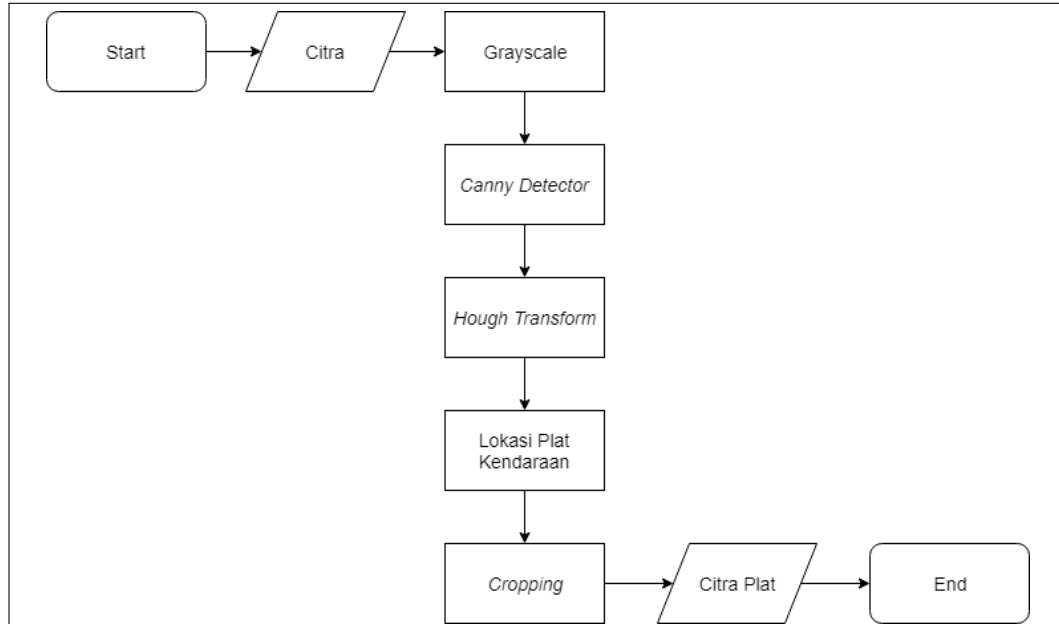 Start
Citra
Grayscale
Canny Detector
Hough Transform
Lokasi Plat
Kendaraan
Cropping
Citra Plat
End